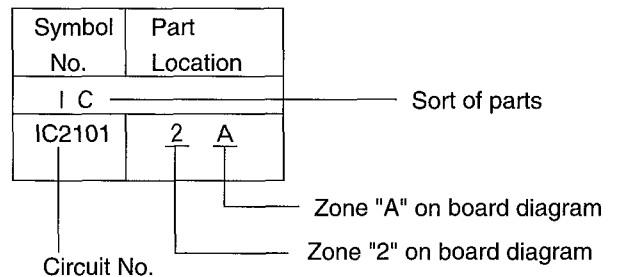 Symbol No.
Part Location
I C
Sort of parts
IC2101 2 A
Zone "A" on board diagram
Zone "2" on board diagram
Circuit No.